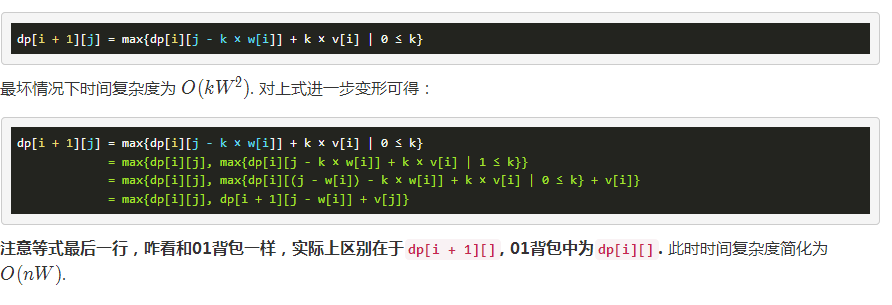 dp[i + 1][j] = max{dp[i][j - k × w[i]] + k × v[i] | 0 ≤ k}
最坏情况下时间复杂度为 O(kW²). 对上式进一步变形可得：
dp[i + 1][j] = max{dp[i][j - k × w[i]] + k × v[i] | 0 ≤ k}
= max{dp[i][j], max{dp[i][j - k × w[i]] + k × v[i] | 1 ≤ k}}
= max{dp[i][j], max{dp[i][(j - w[i]) - k × w[i]] + k × v[i] | 0 ≤ k} + v[i]}
= max{dp[i][j], dp[i + 1][j - w[i]] + v[j]}
注意等式最后一行，咋看和01背包一样，实际上区别在于 dp[i + 1][] , 01背包中为 dp[i][] . 此时时间复杂度简化为
O(nW).